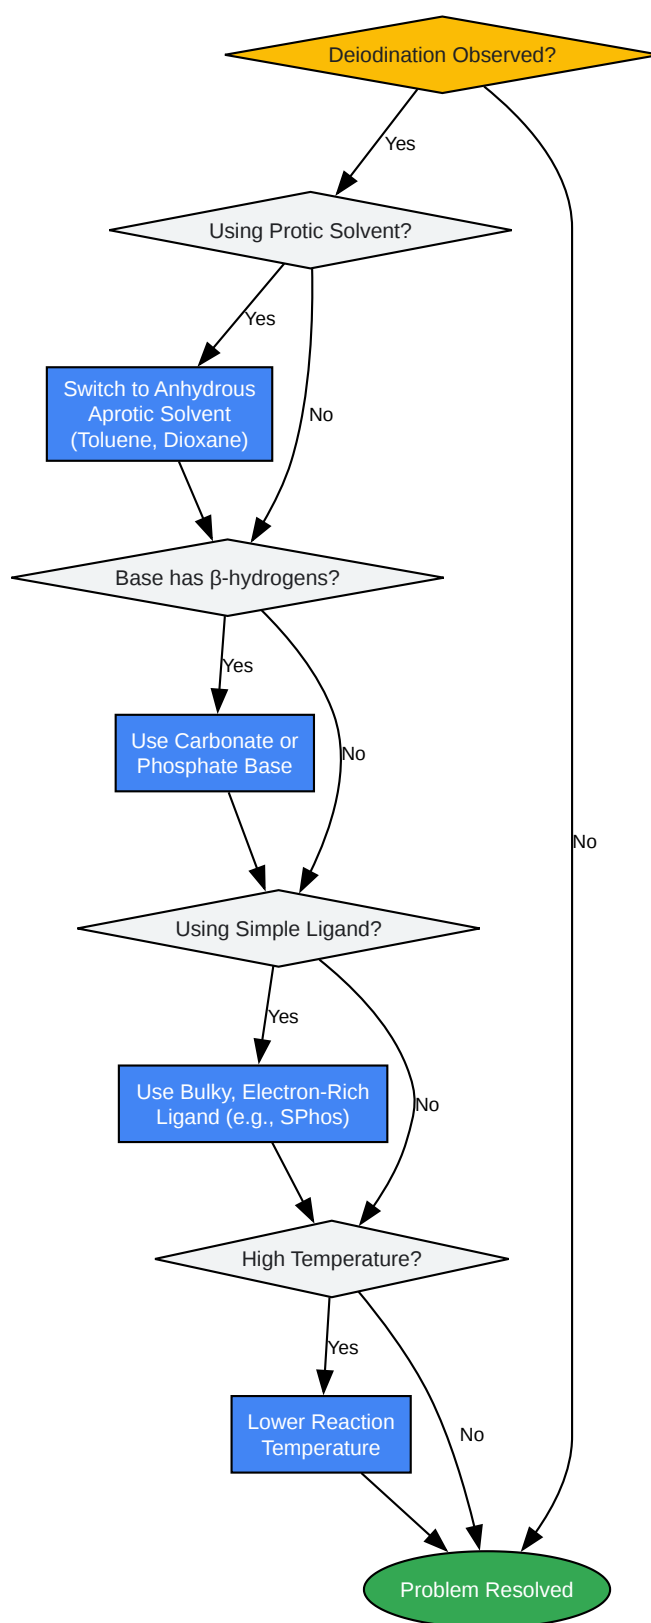 Deiodination Observed?
Yes
Using Protic Solvent?
Yes
Switch to Anhydrous
Aprotic Solvent
(Toluene, Dioxane)
No
Base has β-hydrogens?
Yes
Use Carbonate or
Phosphate Base
No
No
Using Simple Ligand?
Yes
Use Bulky, Electron-Rich
Ligand (e.g., SPhos)
No
High Temperature?
Yes
Lower Reaction
Temperature
No
Problem Resolved